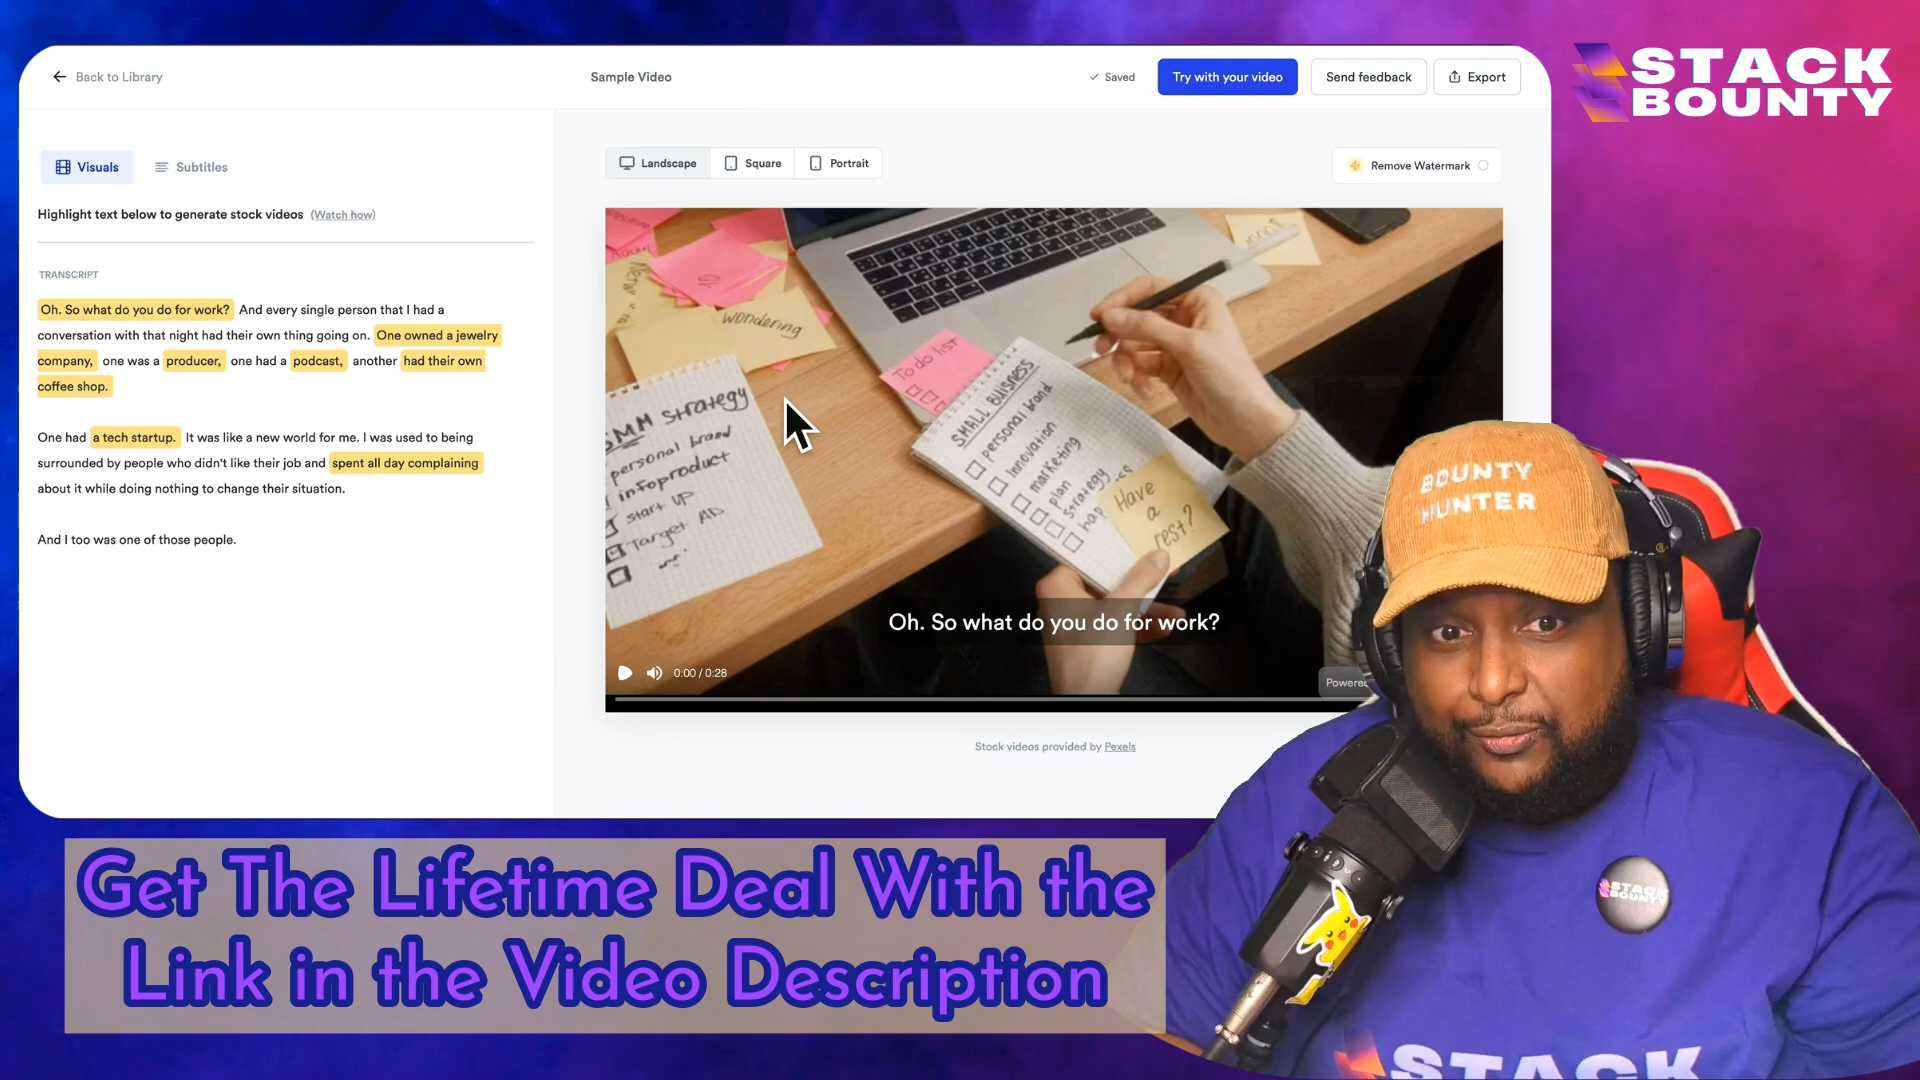 Back to Library
Sample Video
Saved
Try with your video
Send feedback
Export
STACK
BOUNTY
Visuals
Subtitles
Landscape
Square
Portrait
Remove Watermark
Highlight text below to generate stock videos (Watch how)
TRANSCRIPT
Oh. So what do you do for work? And every single person that I had a
conversation with that night had their own thing going on. One owned a jewelry
company, one was a producer, one had a podcast, another had their own
coffee shop.
One had a tech startup. It was like a new world for me. I was used to being
surrounded by people who didn't like their job and spent all day complaining
about it while doing nothing to change their situation.
And I too was one of those people.
wondering
To do list
SMM strategy
personal brand
infoproduct
start up
Target AD
SMALL BUISNESS
personal brand
innovation
marketing
plan
strategy
Have
a
rest?
Oh. So what do you do for work?
0:00 / 0:28
Powered
Stock videos provided by Pexels
BOUNTY
HUNTER
STACK
BOUNTY
STACK
Get The Lifetime Deal With the
Link in the Video Description